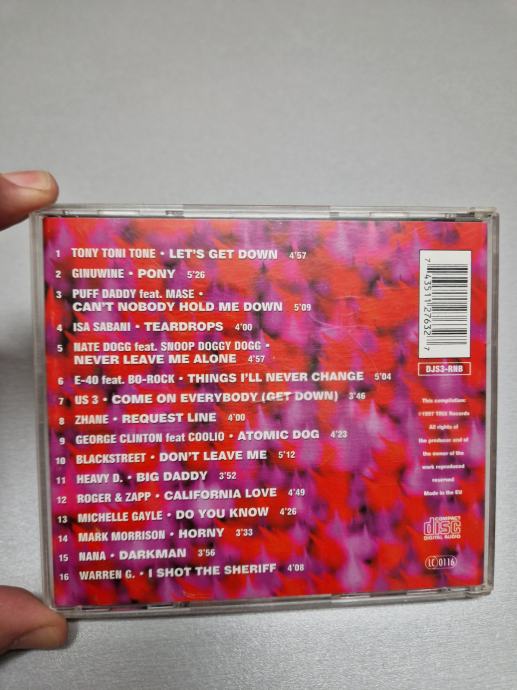 1 TONY TONI TONE • LET'S GET DOWN 4'57
2 GINUWINE • PONY 5'26
3 PUFF DADDY feat. MASE •
CAN'T NOBODY HOLD ME DOWN 5'09
4 ISA SABANI • TEARDROPS 4'00
5 NATE DOGG feat. SNOOP DOGGY DOGG •
NEVER LEAVE ME ALONE 4'57
6 E-40 feat. BO-ROCK • THINGS I'LL NEVER CHANGE 5'04
7 US 3 • COME ON EVERYBODY (GET DOWN) 3'46
8 ZHANE • REQUEST LINE 4'00
9 GEORGE CLINTON feat COOLIO • ATOMIC DOG 4'23
10 BLACKSTREET • DON'T LEAVE ME 5'12
11 HEAVY D. • BIG DADDY 3'52
12 ROGER & ZAPP • CALIFORNIA LOVE 4'49
13 MICHELLE GAYLE • DO YOU KNOW 4'26
14 MARK MORRISON • HORNY 3'33
15 NANA • DARKMAN 3'56
16 WARREN G. • I SHOT THE SHERIFF 4'08
7 43511 27632 7
DJS3-RNB
This compilation:
©1997 TRIX Records
All rights of
the producer and of
the owner of the
work reproduced
reserved
Made in the EU
COMPACT
disc
DIGITAL AUDIO
LC 0116